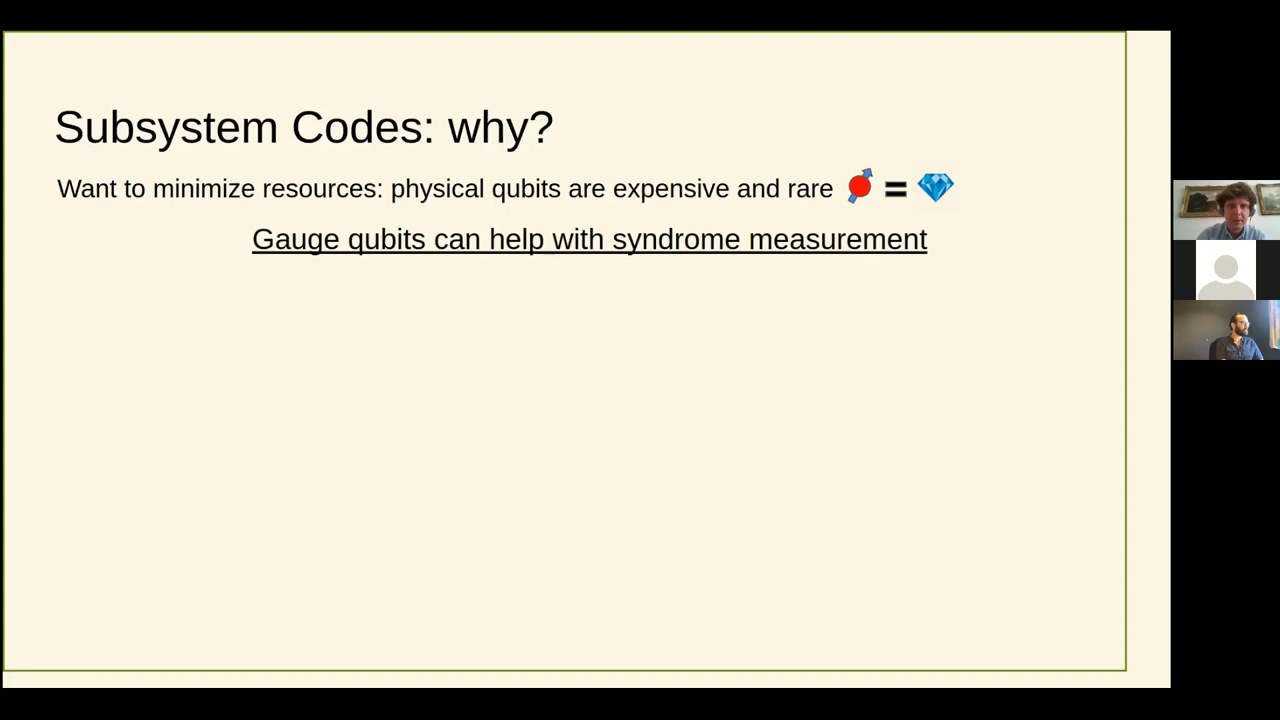 Subsystem Codes: why?
Want to minimize resources: physical qubits are expensive and rare =
Gauge qubits can help with syndrome measurement